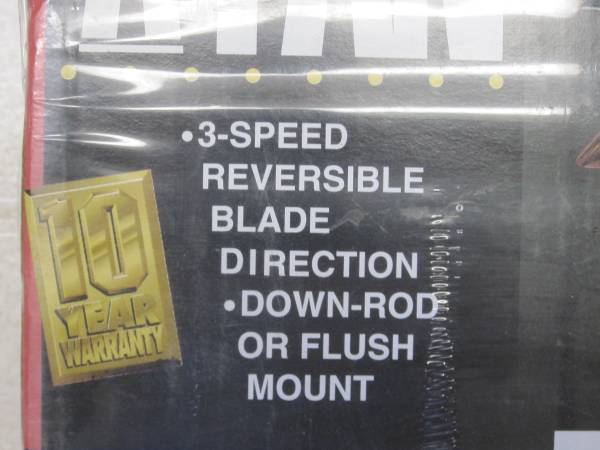 • 3-SPEED
REVERSIBLE
BLADE
DIRECTION
• DOWN-ROD
OR FLUSH
MOUNT
10
YEAR
WARRANTY